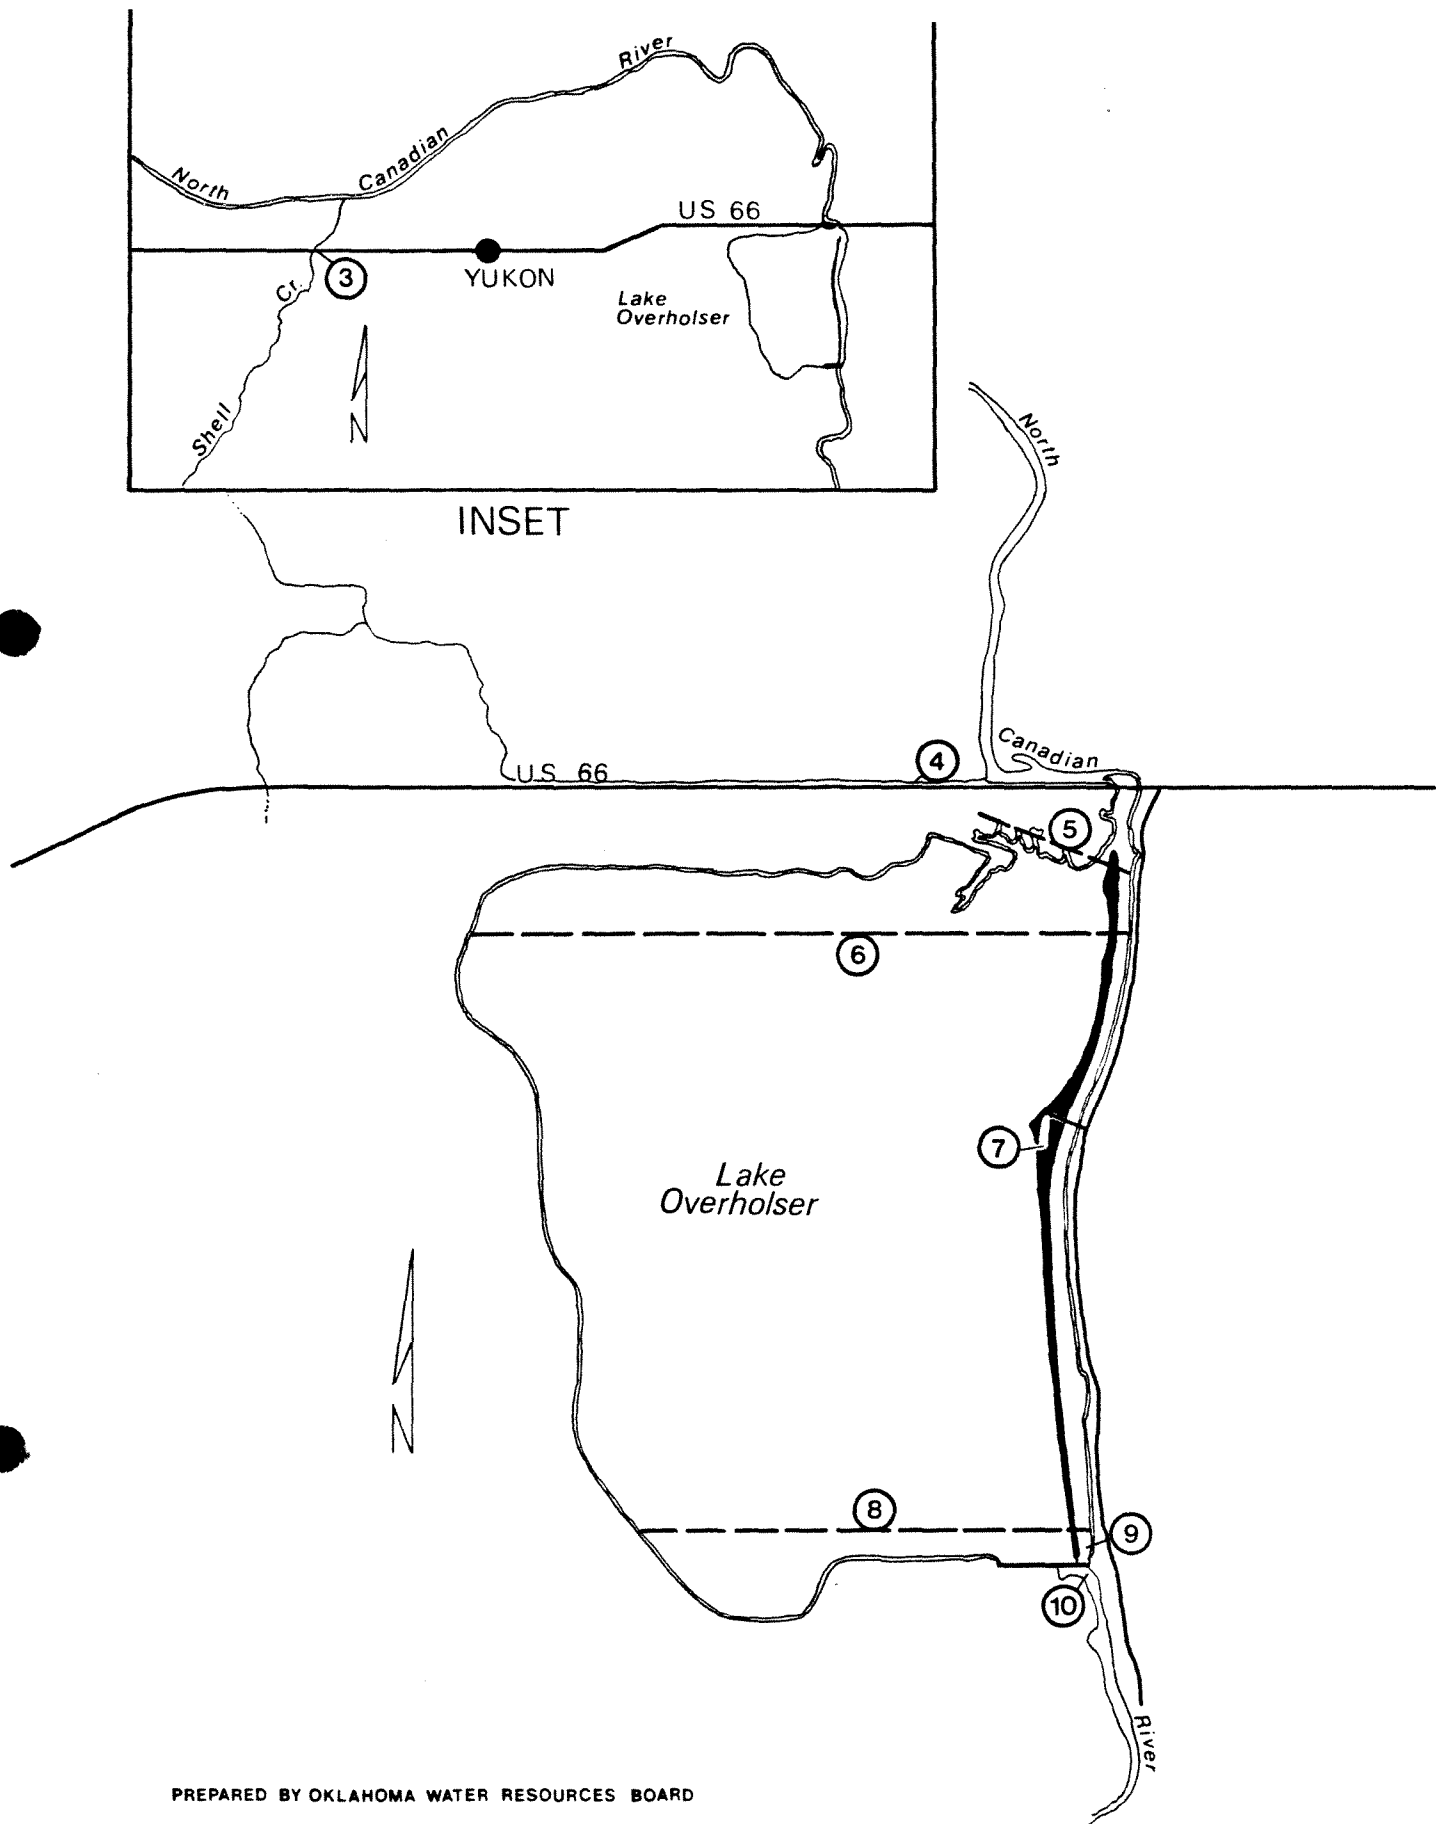 River
Canadian
North
US 66
3
YUKON
Cr.
Lake
Overholser
Shell
N
North
INSET
Canadian
4
US 66
5
6
7
Lake
Overholser
N
8
9
10
River
PREPARED BY OKLAHOMA WATER RESOURCES BOARD